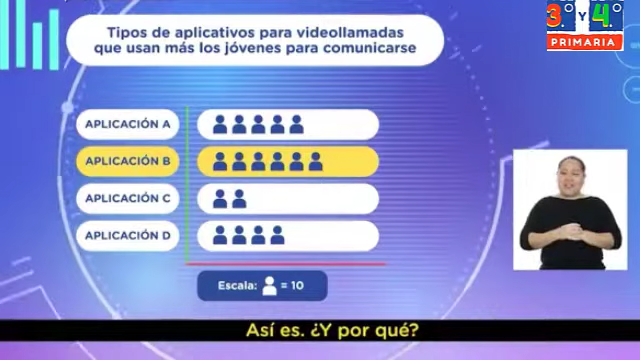 3.º Y 4.º
PRIMARIA
Tipos de aplicativos para videollamadas
que usan más los jóvenes para comunicarse
APLICACIÓN A
APLICACIÓN B
APLICACIÓN C
APLICACIÓN D
Escala: = 10
Así es. ¿Y por qué?